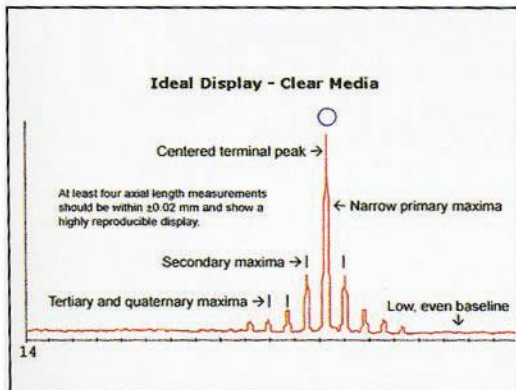 Ideal Display - Clear Media
Centered terminal peak
At least four axial length measurements
should be within ±0.02 mm and show a
highly reproducible display.
Narrow primary maxima
Secondary maxima
Tertiary and quaternary maxima
Low, even baseline
14